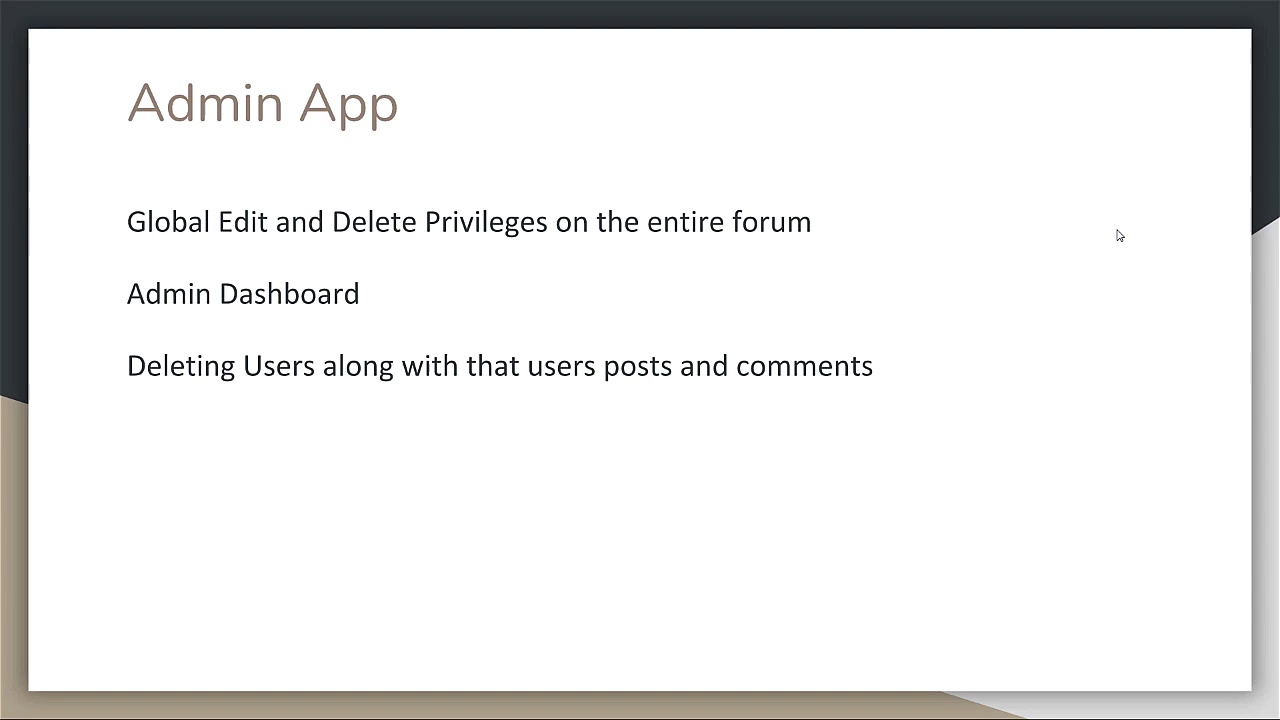 Admin App
Global Edit and Delete Privileges on the entire forum
Admin Dashboard
Deleting Users along with that users posts and comments